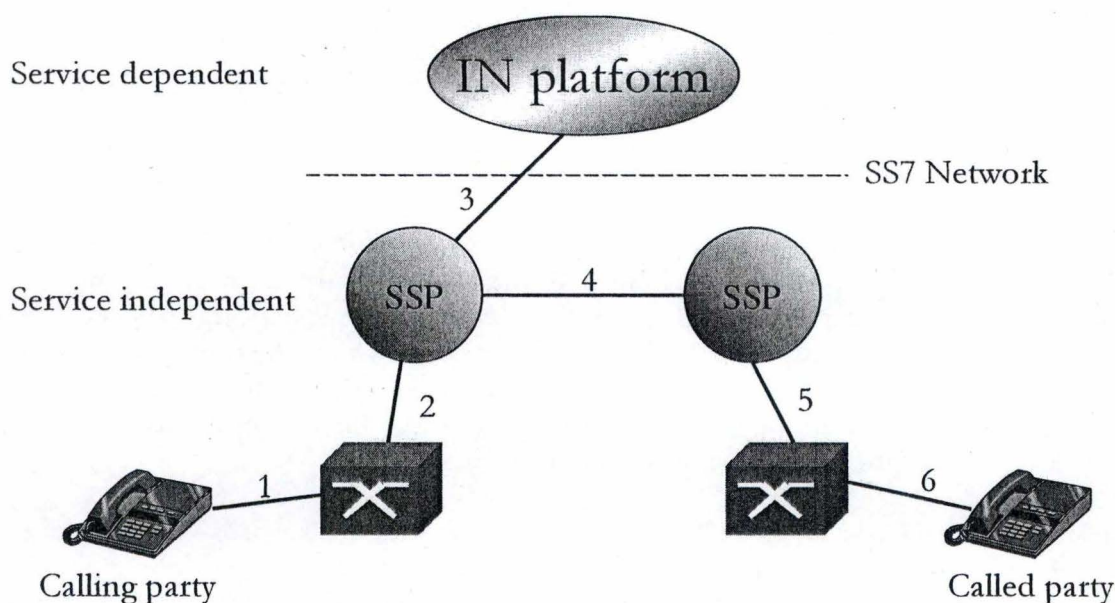 IN platform
Service dependent
SS7 Network
3
SSP
4
SSP
Service independent
2
5
1
6
Calling party
Called party